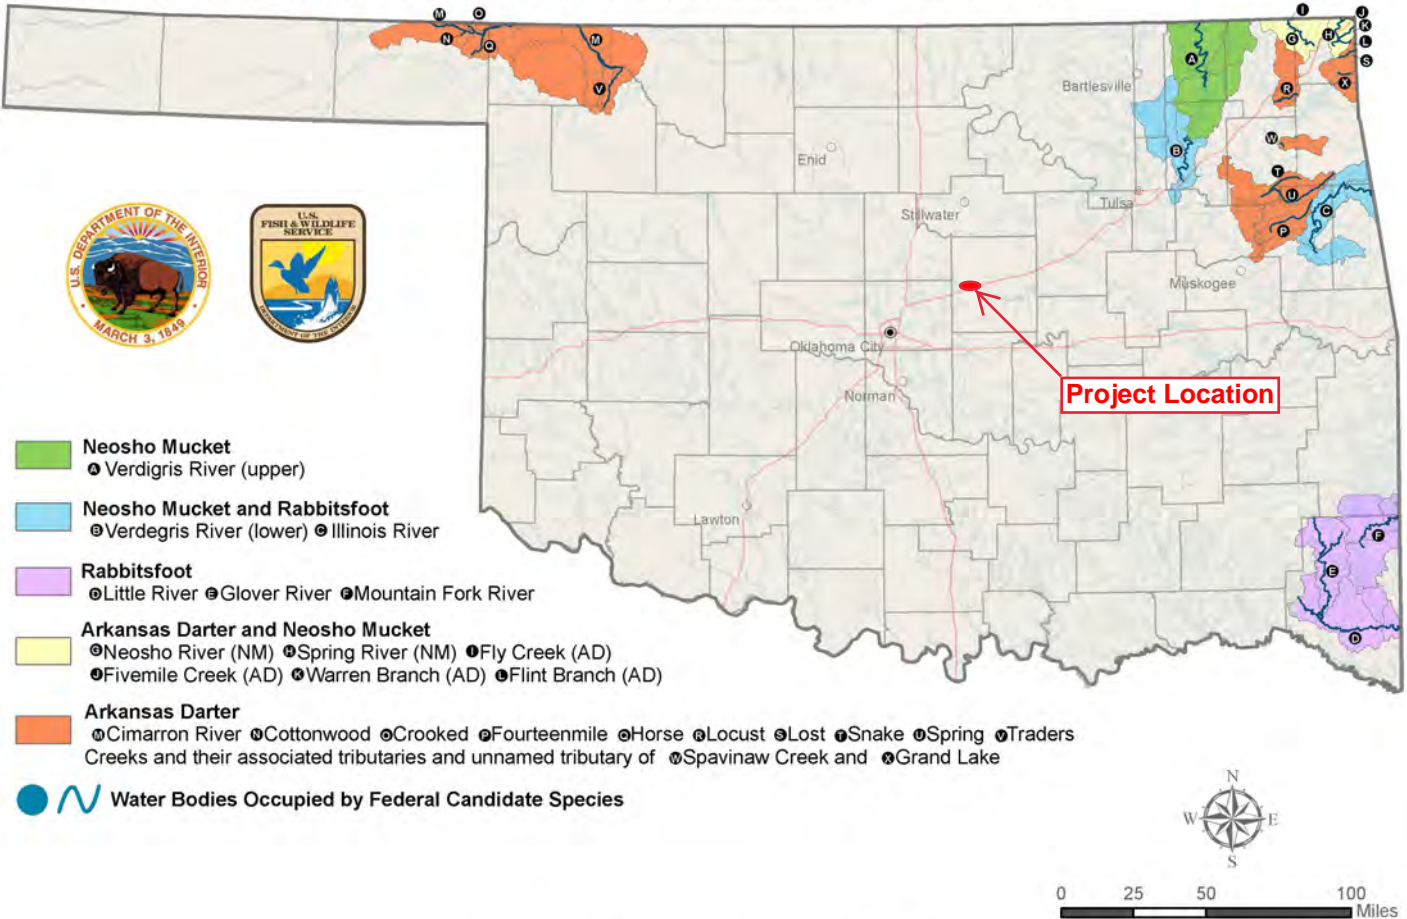 M O
N Q M V
I J
G H K
L
A S
R X
Bartlesville
W
B
Enid
T
U
Tulsa
C
Stillwater
P
U.S. DEPARTMENT OF THE INTERIOR
MARCH 3, 1849
U.S.
FISH & WILDLIFE
SERVICE
DEPARTMENT OF THE INTERIOR
Muskogee
Oklahoma City
Project Location
Norman
Lawton
F
E
D
Neosho Mucket
A Verdigris River (upper)
Neosho Mucket and Rabbitsfoot
B Verdegris River (lower) C Illinois River
Rabbitsfoot
D Little River E Glover River F Mountain Fork River
Arkansas Darter and Neosho Mucket
G Neosho River (NM) H Spring River (NM) I Fly Creek (AD)
J Fivemile Creek (AD) K Warren Branch (AD) L Flint Branch (AD)
Arkansas Darter
M Cimarron River N Cottonwood O Crooked P Fourteenmile Q Horse R Locust S Lost T Snake U Spring V Traders
Creeks and their associated tributaries and unnamed tributary of W Spavinaw Creek and X Grand Lake
Water Bodies Occupied by Federal Candidate Species
N
W E
S
0 25 50 100
Miles